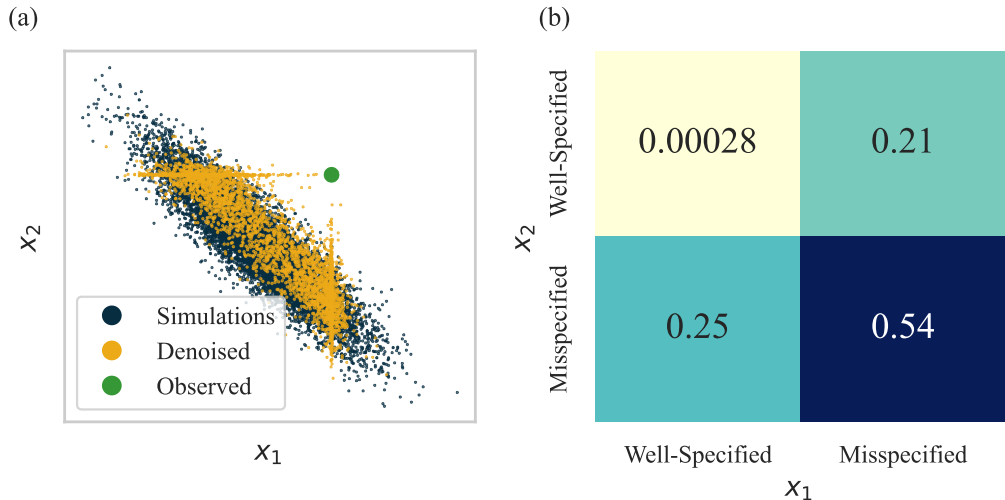 (a)
x₂
Simulations
Denoised
Observed
x₁
(b)
x₂
Well-Specified
Misspecified
0.00028
0.21
0.25
0.54
Well-Specified
Misspecified
x₁